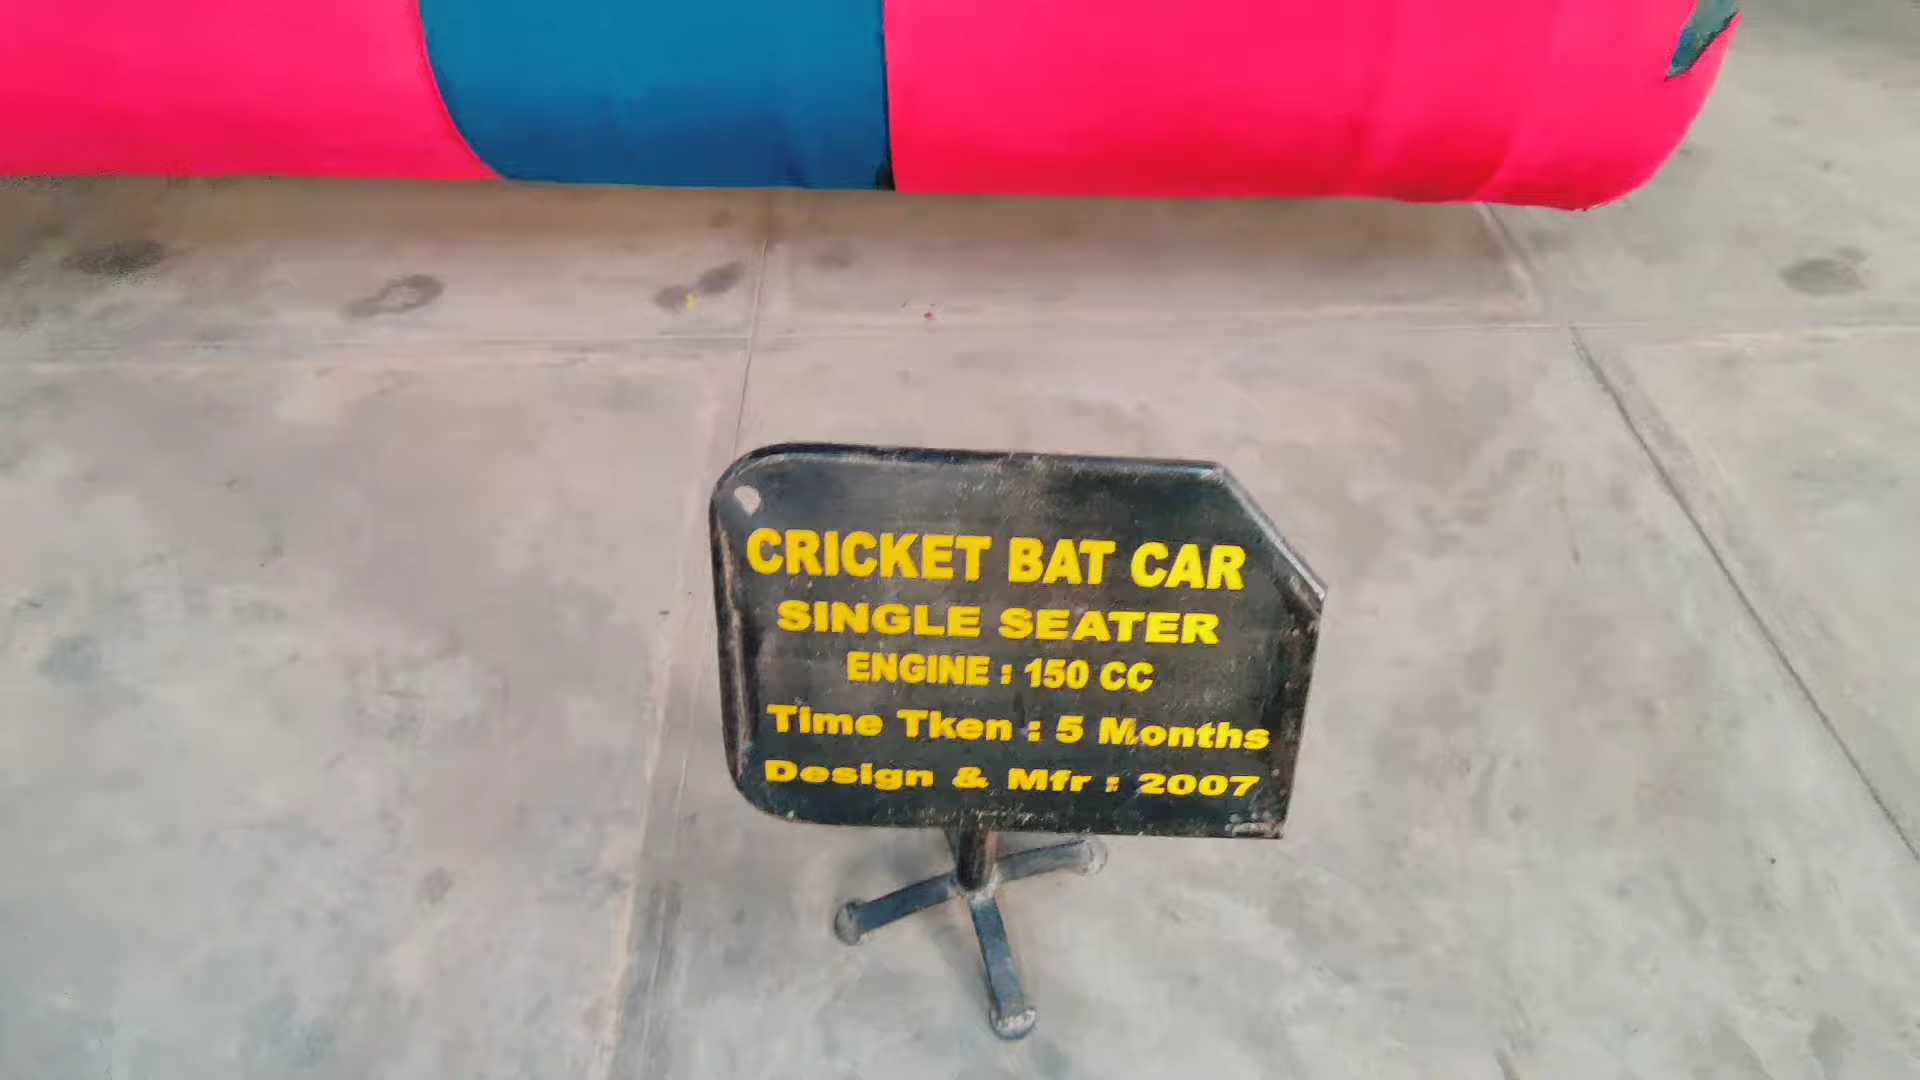 CRICKET BAT CAR
SINGLE SEATER
ENGINE : 150 CC
Time Tken : 5 Months
Design & Mfr : 2007